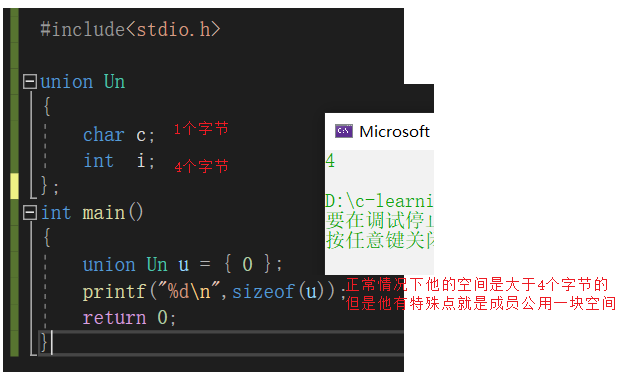 #include<stdio.h>
union Un
{
char c; 1个字节
int i; 4个字节
};
int main()
{
union Un u = { 0 };
printf("%d\n",sizeof(u));
return 0;
}
Microsoft
4
D:\c-learni
要在调试停止
按任意键关闭
正常情况下他的空间是大于4个字节的
但是他有特殊点就是成员公用一块空间